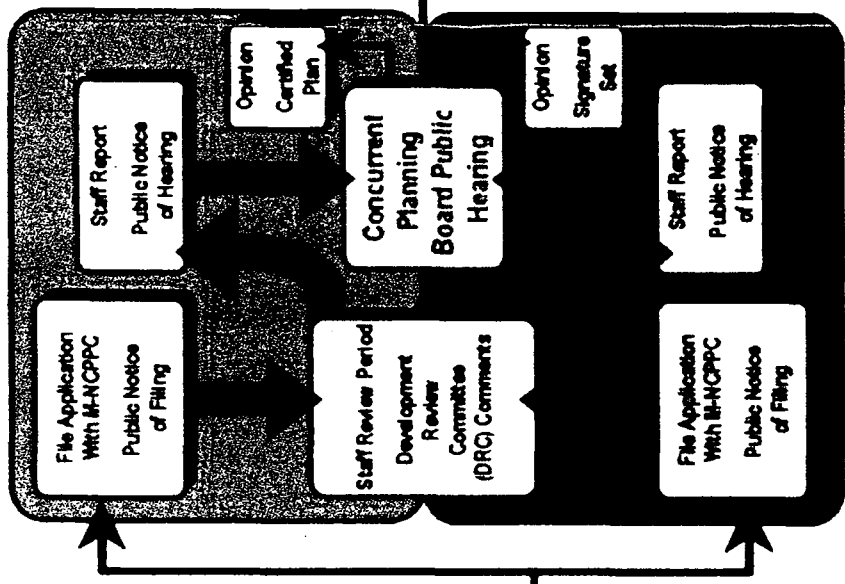 File Application
With M-NCPPC
Public Notice
of Filing
Staff Report
Public Notice
of Hearing
Opinion
Certified
Plan
Staff Review Period
Development
Review
Committee
(DRC) Comments
Concurrent
Planning
Board Public
Hearing
Opinion
Signature
Set
File Application
With M-NCPPC
Public Notice
of Filing
Staff Report
Public Notice
of Hearing